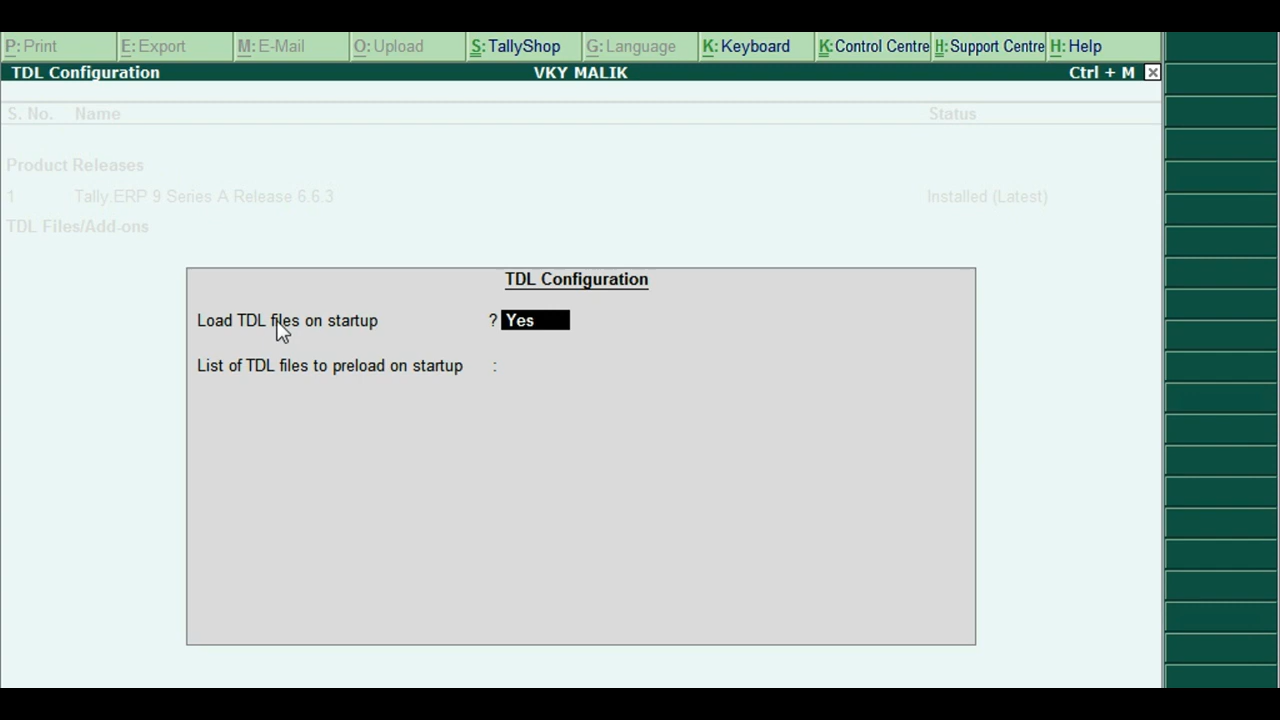 P: Print E: Export M: E-Mail O: Upload S: TallyShop G: Language K: Keyboard K: Control Centre H: Support Centre H: Help
TDL Configuration VKY MALIK Ctrl + M
S. No. Name Status
Product Releases
1 Tally.ERP 9 Series A Release 6.6.3 Installed (Latest)
TDL Files/Add-ons
TDL Configuration
Load TDL files on startup ? Yes
List of TDL files to preload on startup :